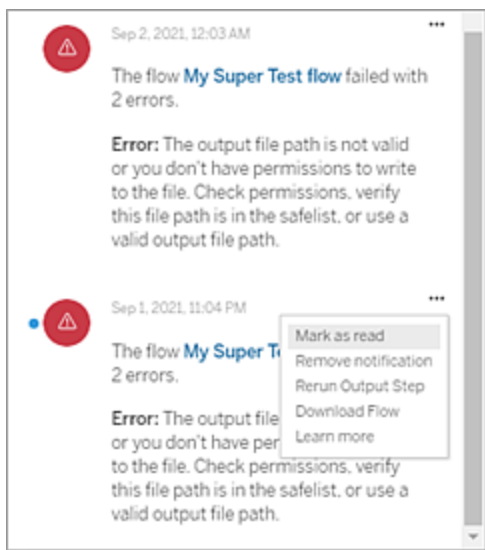 Sep 2, 2021, 12:03 AM
The flow My Super Test flow failed with
2 errors.
Error: The output file path is not valid
or you don't have permissions to write
to the file. Check permissions, verify
this file path is in the safelist, or use a
valid output file path.
Sep 1, 2021, 11:04 PM
The flow My Super T
2 errors.
Error: The output file
or you don't have per
to the file. Check permissions, verify
this file path is in the safelist, or use a
valid output file path.
Mark as read
Remove notification
Rerun Output Step
Download Flow
Learn more